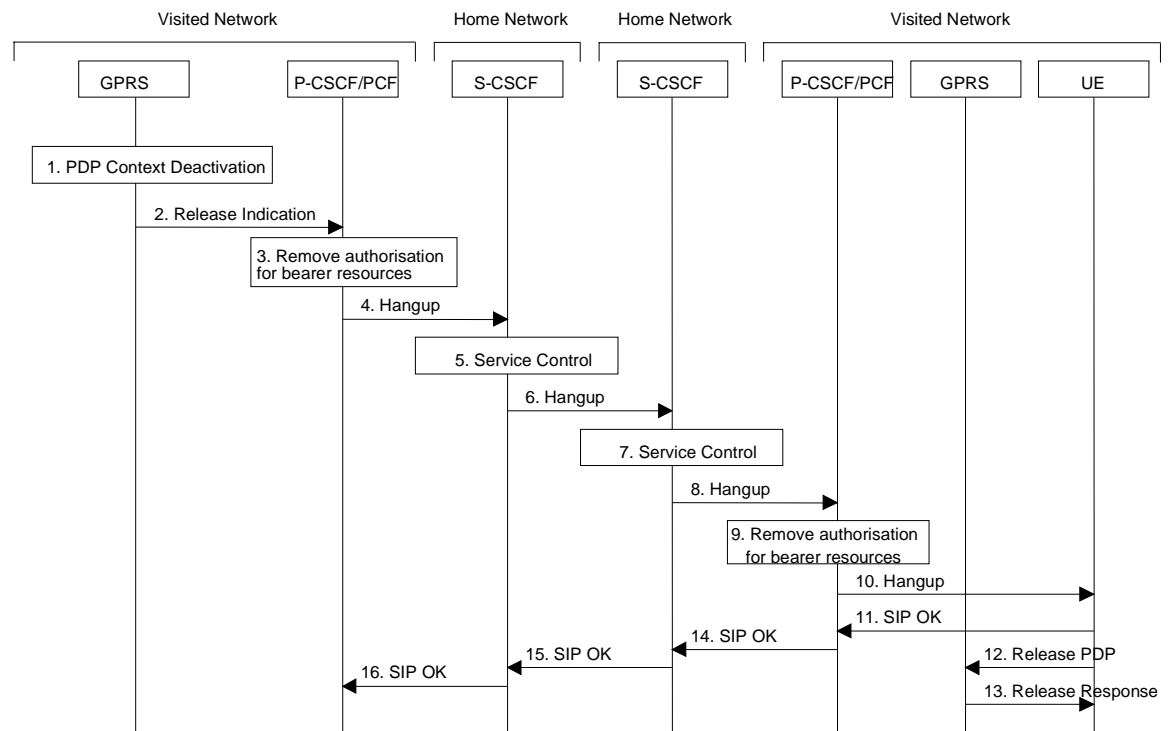 Visited Network
Home Network
Home Network
Visited Network
GPRS
P-CSCF/PCF
S-CSCF
S-CSCF
P-CSCF/PCF
GPRS
UE
1. PDP Context Deactivation
2. Release Indication
3. Remove authorisation
for bearer resources
4. Hangup
5. Service Control
6. Hangup
7. Service Control
8. Hangup
9. Remove authorisation
for bearer resources
10. Hangup
11. SIP OK
14. SIP OK
15. SIP OK
12. Release PDP
16. SIP OK
13. Release Response